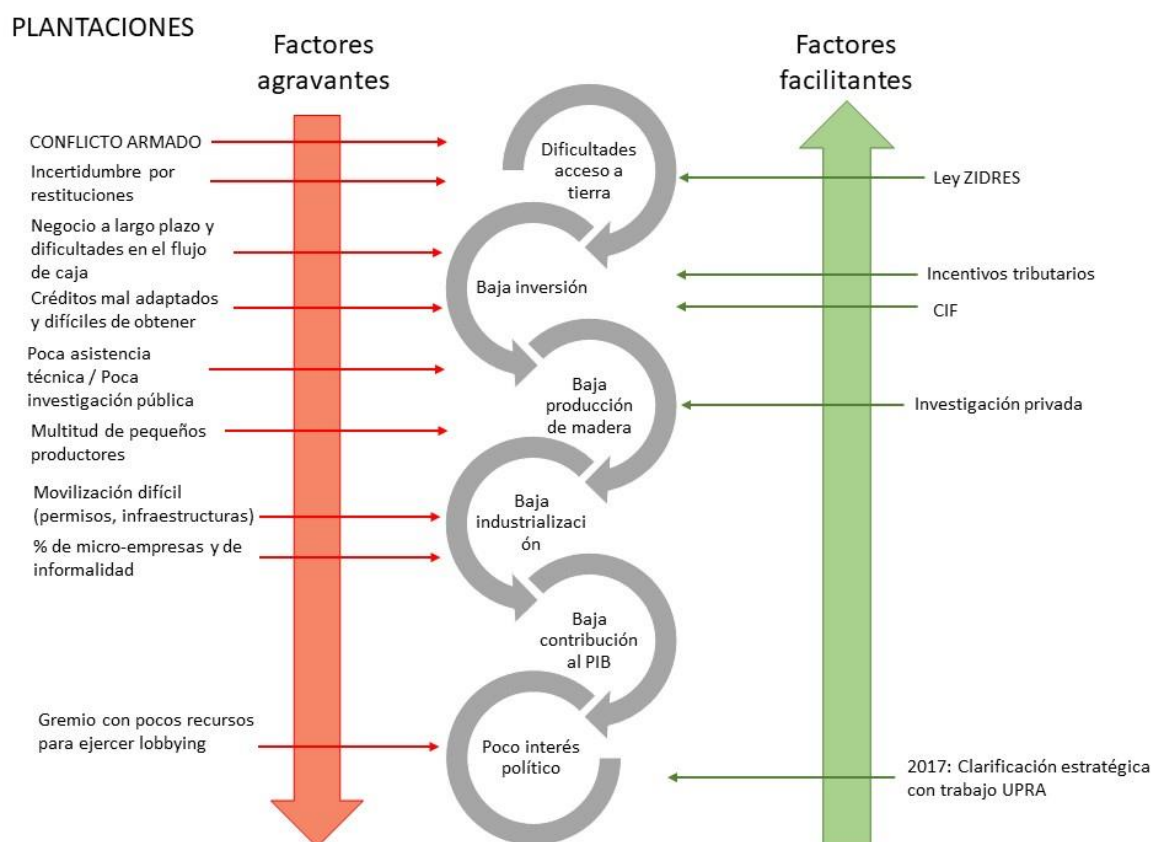 PLANTACIONES
Factores
agravantes
Factores
facilitantes
CONFLICTO ARMADO
Incertidumbre por
restituciones
Negocio a largo plazo y
dificultades en el flujo
de caja
Créditos mal adaptados
y difíciles de obtener
Poca asistencia
técnica / Poca
investigación pública
Multitud de pequeños
productores
Movilización difícil
(permisos, infraestructuras)
% de micro-empresas y de
informalidad
Gremio con pocos recursos
para ejercer lobbying
Dificultades
acceso a
tierra
Baja inversión
Baja
producción
de madera
Baja
industrializaci
ón
Baja
contribución
al PIB
Poco interés
político
Ley ZIDRES
Incentivos tributarios
CIF
Investigación privada
2017: Clarificación estratégica
con trabajo UPRA